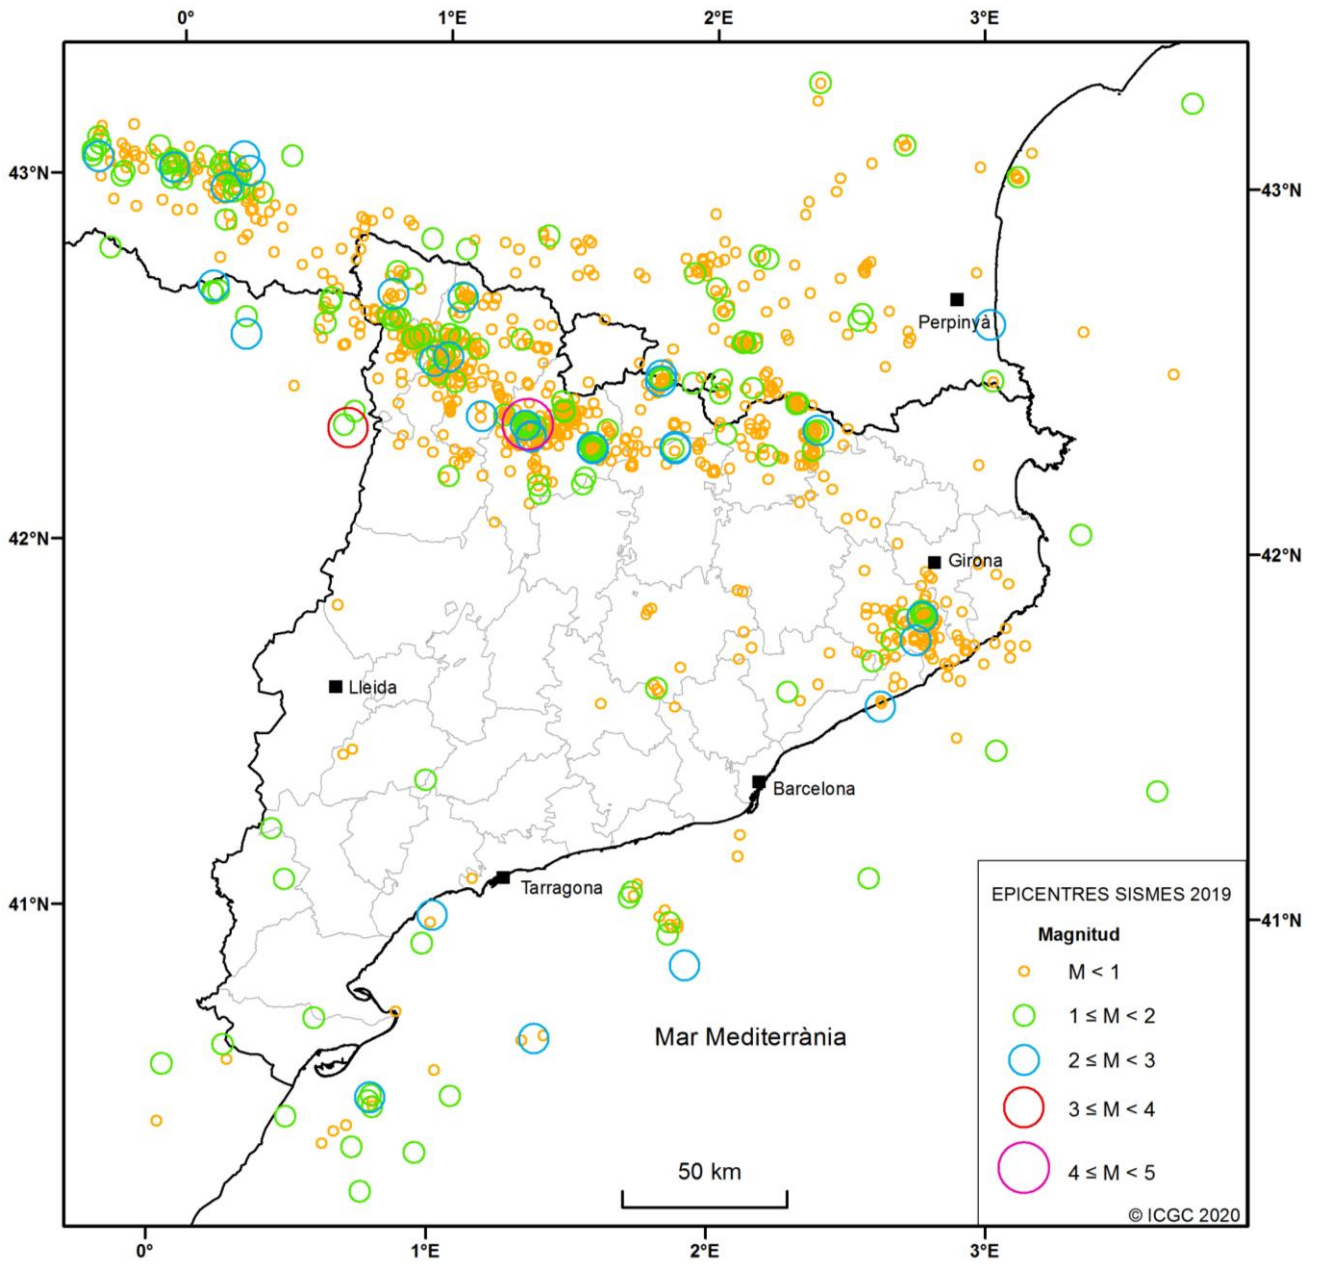 0° 1°E 2°E 3°E
43°N 43°N
Perpinyà
42°N 42°N
Girona
Lleida
Barcelona
Tarragona
41°N 41°N
EPICENTRES SISMES 2019
Magnitud
M < 1
1 ≤ M < 2
Mar Mediterrània
2 ≤ M < 3
3 ≤ M < 4
50 km
4 ≤ M < 5
© ICGC 2020
0° 1°E 2°E 3°E